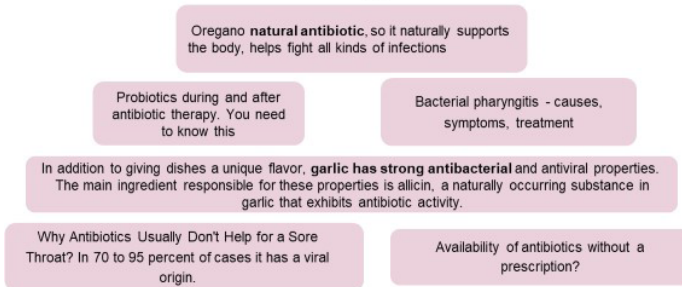 Oregano natural antibiotic, so it naturally supports
the body, helps fight all kinds of infections
Probiotics during and after
antibiotic therapy. You need
to know this
Bacterial pharyngitis - causes,
symptoms, treatment
In addition to giving dishes a unique flavor, garlic has strong antibacterial and antiviral properties.
The main ingredient responsible for these properties is allicin, a naturally occurring substance in
garlic that exhibits antibiotic activity.
Why Antibiotics Usually Don't Help for a Sore
Throat? In 70 to 95 percent of cases it has a viral
origin.
Availability of antibiotics without a
prescription?